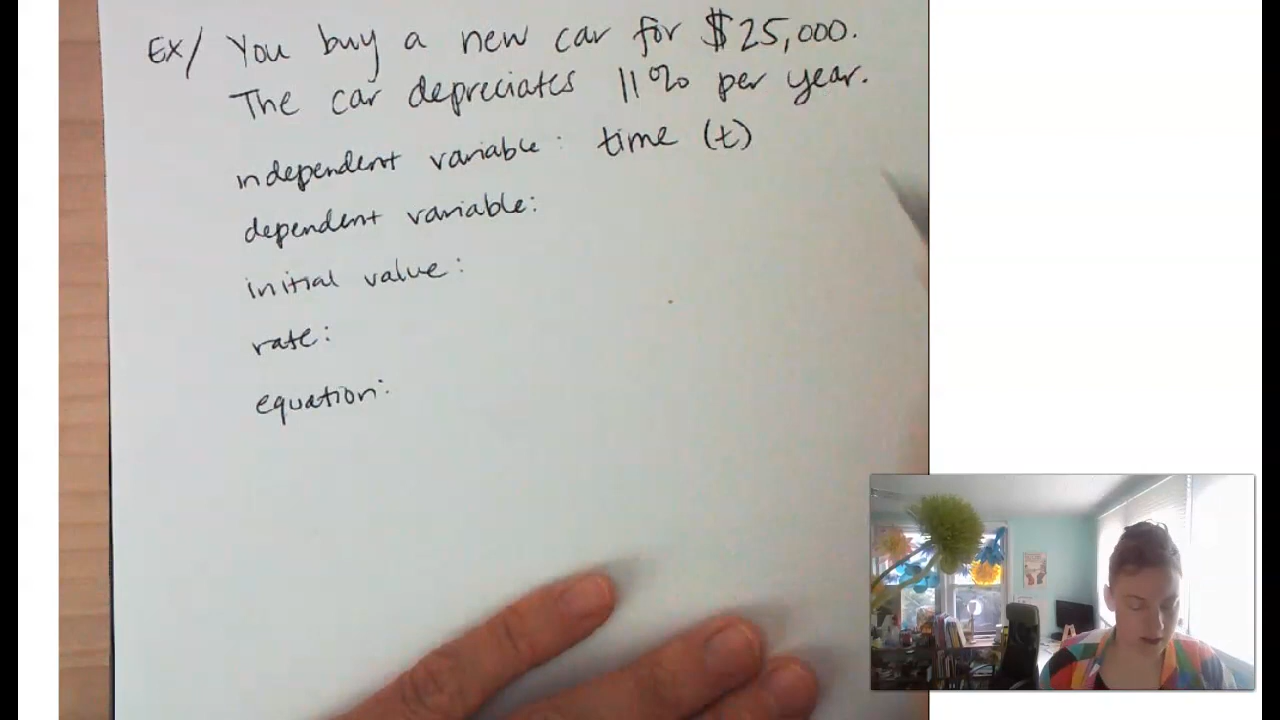 EX/ You buy a new car for $25,000.
The car depreciates 11% per year.
independent variable: time (t)
dependent variable:
initial value:
rate:
equation: